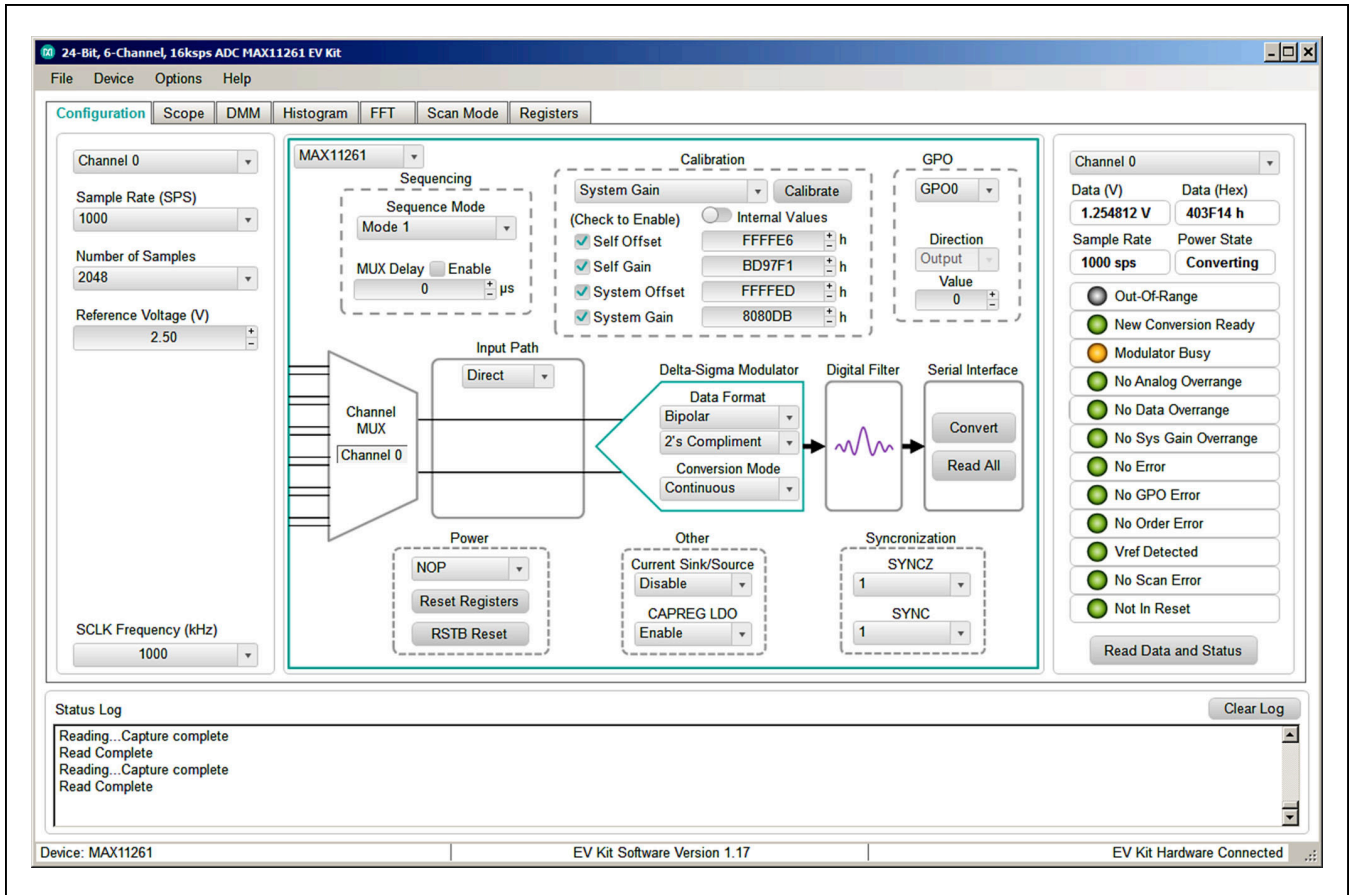 24-Bit, 6-Channel, 16ksps ADC MAX11261 EV Kit
File Device Options Help
Configuration Scope DMM Histogram FFT Scan Mode Registers
Channel 0
Sample Rate (SPS)
1000
Number of Samples
2048
Reference Voltage (V)
2.50
SCLK Frequency (kHz)
1000
MAX11261
Sequencing
Sequence Mode
Mode 1
MUX Delay Enable
0 µs
Calibration
System Gain Calibrate
(Check to Enable) Internal Values
Self Offset FFFFE6 h
Self Gain BD97F1 h
System Offset FFFFED h
System Gain 8080DB h
GPO
GPO0
Direction
Output
Value
0
Channel
MUX
Channel 0
Input Path
Direct
Delta-Sigma Modulator
Data Format
Bipolar
2's Compliment
Conversion Mode
Continuous
Digital Filter
Serial Interface
Convert
Read All
Power
NOP
Reset Registers
RSTB Reset
Other
Current Sink/Source
Disable
CAPREG LDO
Enable
Syncronization
SYNCZ
1
SYNC
1
Channel 0
Data (V) Data (Hex)
1.254812 V 403F14 h
Sample Rate Power State
1000 sps Converting
Out-Of-Range
New Conversion Ready
Modulator Busy
No Analog Overrange
No Data Overrange
No Sys Gain Overrange
No Error
No GPO Error
No Order Error
Vref Detected
No Scan Error
Not In Reset
Read Data and Status
Status Log
Clear Log
Reading...Capture complete
Read Complete
Reading...Capture complete
Read Complete
Device: MAX11261
EV Kit Software Version 1.17
EV Kit Hardware Connected